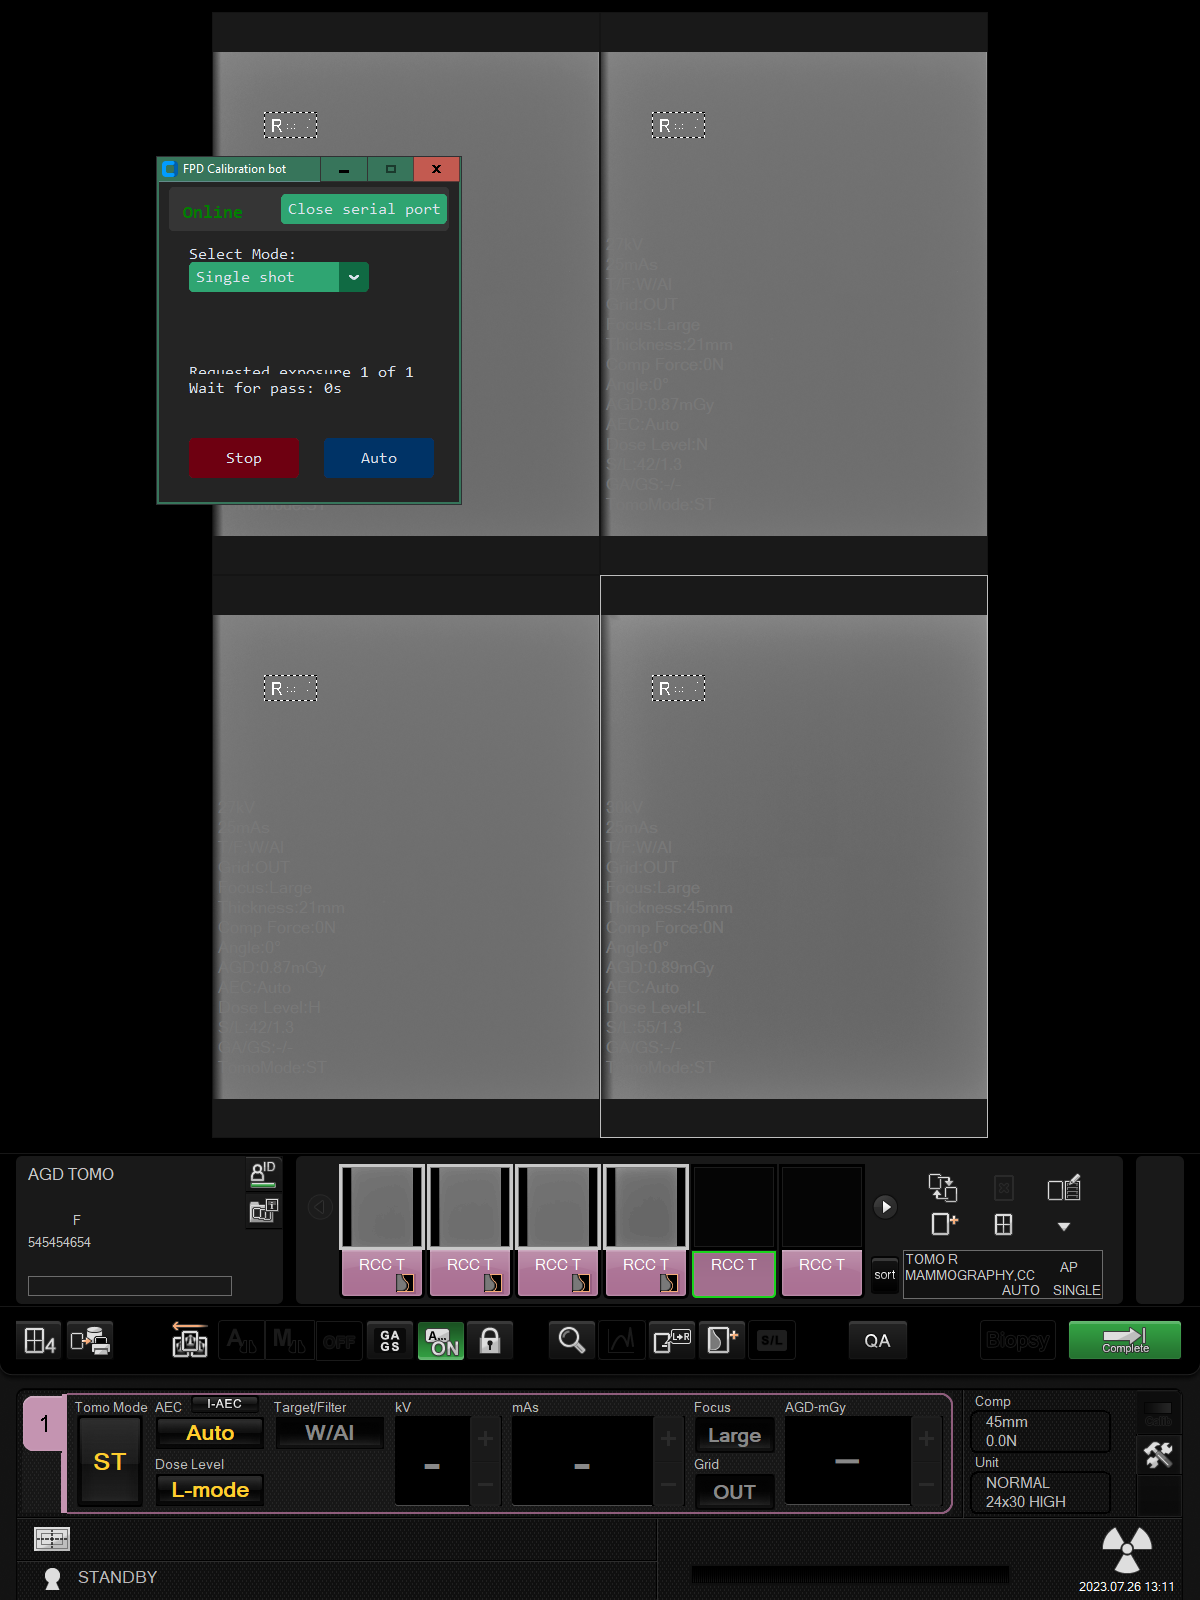 R
R
FPD Calibration bot
Online
Close serial port
Select Mode:
Single shot
Requested exposure 1 of 1
Wait for pass: 0s
Stop
Auto
TomoMode:ST
T/F:W/Al
Grid:OUT
Focus:Large
Thickness:21mm
Comp Force:0N
Angle:0°
AGD:0.87mGy
AEC:Auto
Dose Level:N
S/L:42/1.3
GA/GS:-/-
TomoMode:ST
R
R
T/F:W/Al
Grid:OUT
Focus:Large
Thickness:21mm
Comp Force:0N
Angle:0°
AGD:0.87mGy
AEC:Auto
Dose Level:H
S/L:42/1.3
GA/GS:-/-
TomoMode:ST
T/F:W/Al
Grid:OUT
Focus:Large
Thickness:45mm
Comp Force:0N
Angle:0°
AGD:0.89mGy
AEC:Auto
Dose Level:L
S/L:55/1.3
GA/GS:-/-
TomoMode:ST
AGD TOMO
ID
F
545454654
RCC T
RCC T
RCC T
RCC T
RCC T
RCC T
sort
TOMO R
MAMMOGRAPHY,CC
AP
AUTO SINGLE
4
A
M
OFF
GA
GS
A...
ON
L↔R
S/L
QA
Biopsy
Complete
1
Tomo Mode
ST
AEC
I-AEC
Auto
Dose Level
L-mode
Target/Filter
W/Al
kV
–
mAs
–
Focus
Large
Grid
OUT
AGD-mGy
—
Comp
45mm
0.0N
Unit
NORMAL
24x30 HIGH
STANDBY
2023.07.26 13:11